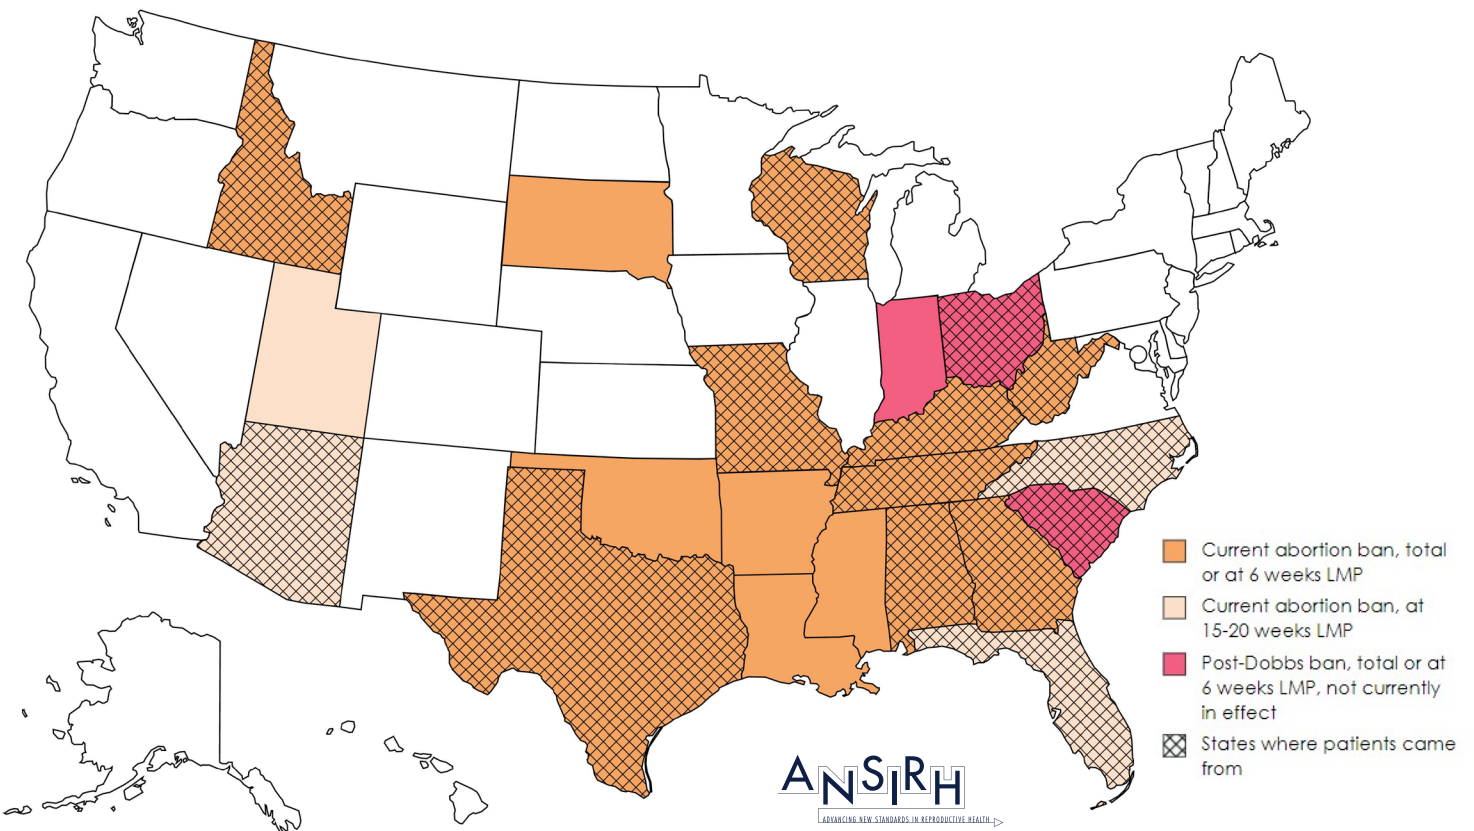 Current abortion ban, total
or at 6 weeks LMP
Current abortion ban, at
15-20 weeks LMP
Post-Dobbs ban, total or at
6 weeks LMP, not currently
in effect
States where patients came
from
ANSIRH
ADVANCING NEW STANDARDS IN REPRODUCTIVE HEALTH